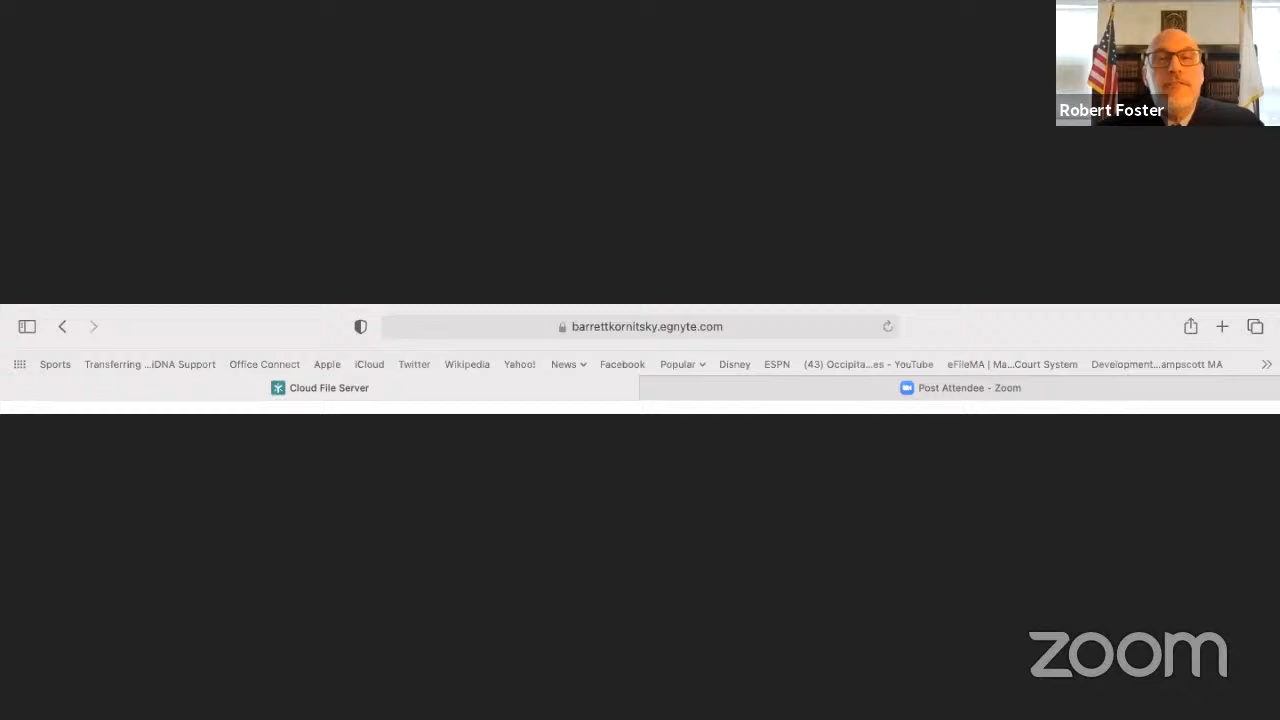 Robert Foster
barrettkornitsky.egnyte.com
Sports Transferring ...iDNA Support Office Connect Apple iCloud Twitter Wikipedia Yahoo! News Facebook Popular Disney ESPN (43) Occipita...es - YouTube eFileMA | Ma...Court System Development...ampscott MA
Cloud File Server Post Attendee - Zoom
zoom